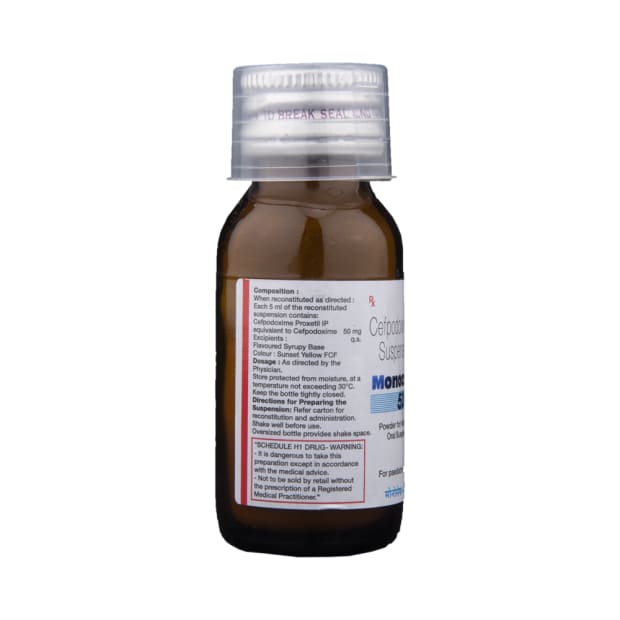 TO BREAK SEAL
Composition :
When reconstituted as directed :
Each 5 ml of the reconstituted
suspension contains:
Cefpodoxime Proxetil IP
equivalent to Cefpodoxime 50 mg
Excipients : q.s.
Flavoured Syrupy Base
Colour : Sunset Yellow FCF
Dosage : As directed by the
Physician.
Store protected from moisture, at a
temperature not exceeding 30°C.
Keep the bottle tightly closed.
Directions for Preparing the
Suspension: Refer carton for
reconstitution and administration.
Shake well before use.
Oversized bottle provides shake space.
"SCHEDULE H1 DRUG- WARNING.
- It is dangerous to take this
preparation except in accordance
with the medical advice.
- Not to be sold by retail without
the prescription of a Registered
Medical Practitioner."
Rx
Powder for
Oral
For